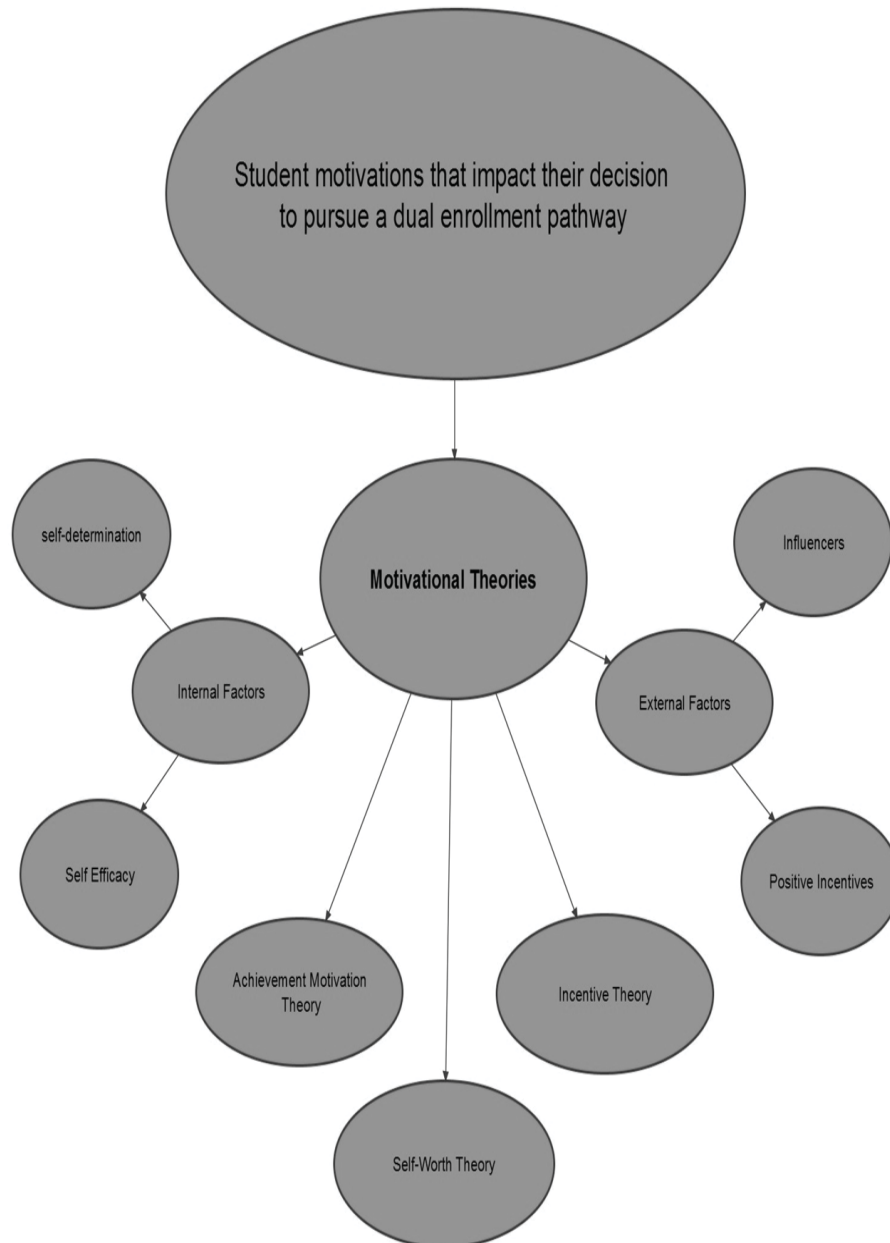 Student motivations that impact their decision
to pursue a dual enrollment pathway
self-determination
Motivational Theories
Influencers
Internal Factors
External Factors
Self Efficacy
Positive Incentives
Achievement Motivation
Theory
Incentive Theory
Self-Worth Theory